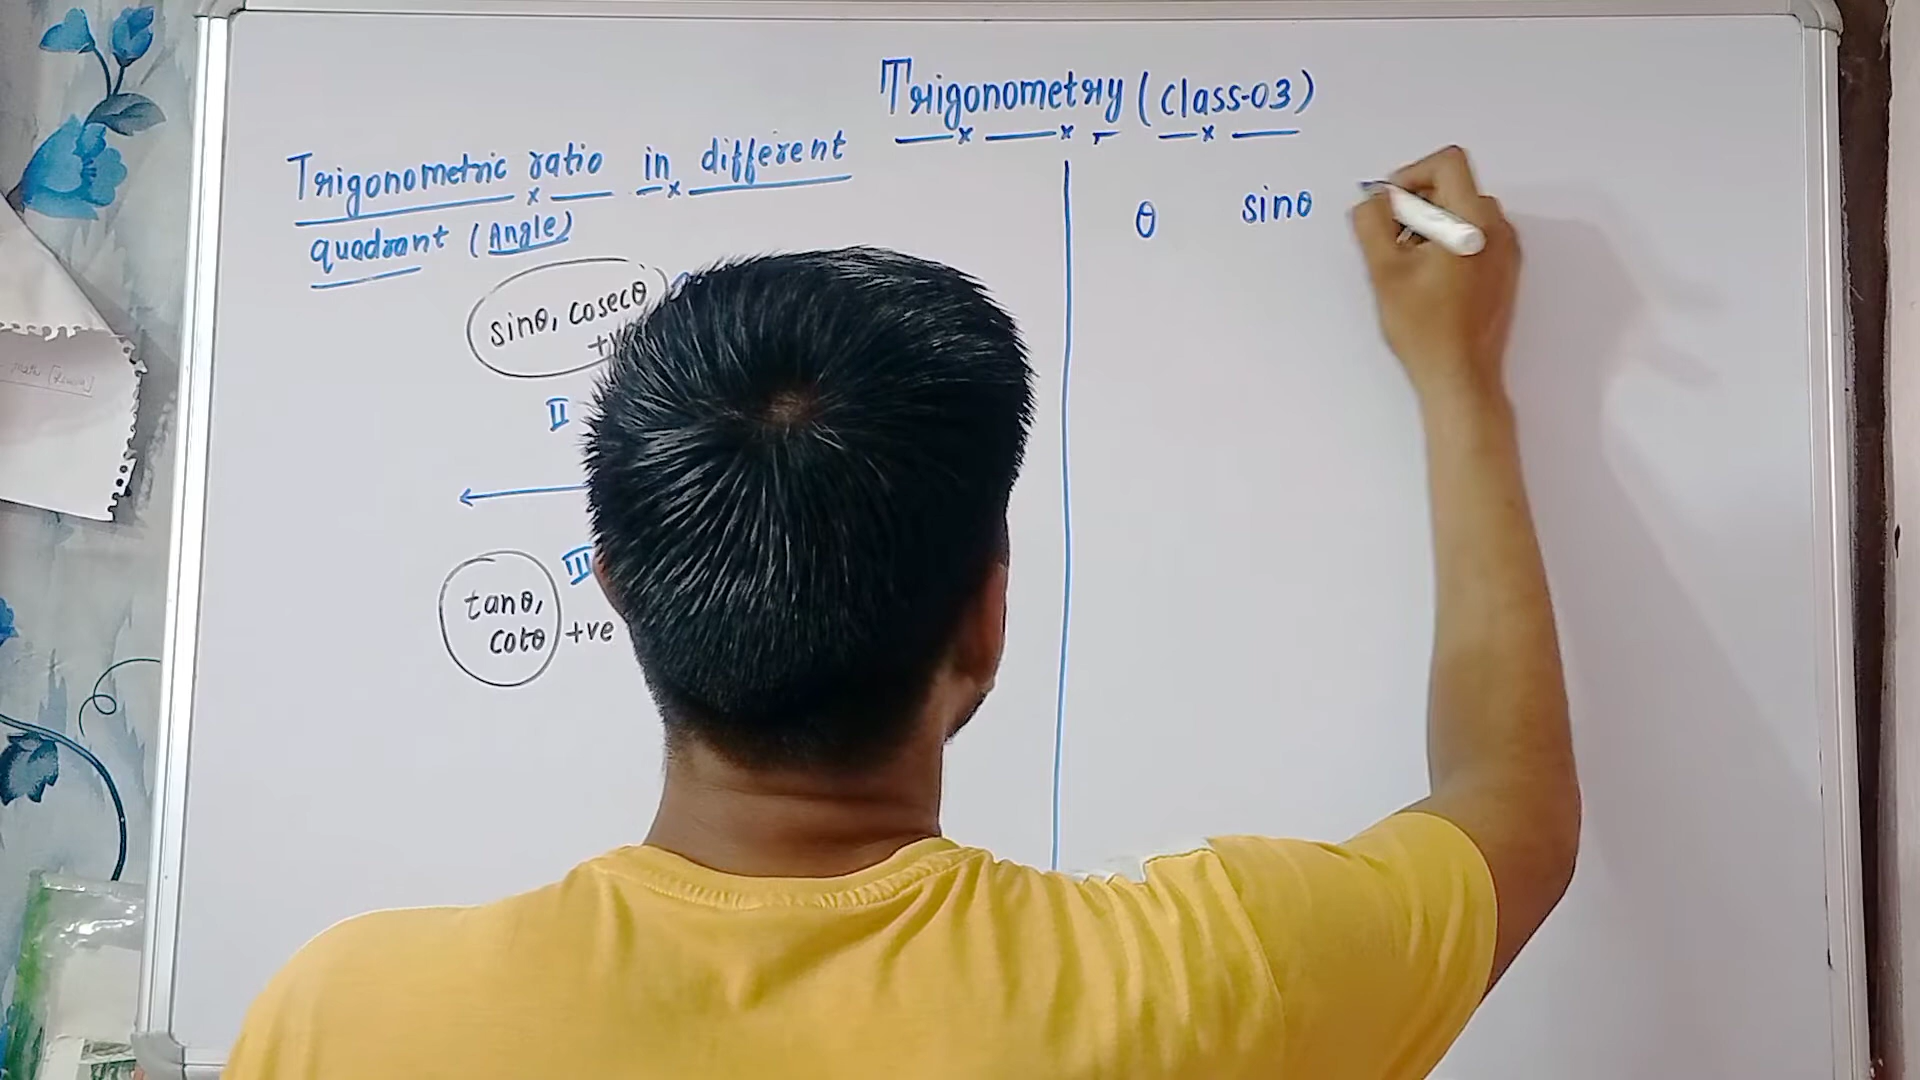 Trigonometry (Class-03)
Trigonometric ratio in different
quadrant (Angle)
θ sinθ
sinθ, cosecθ
II
III
tanθ,
cotθ +ve